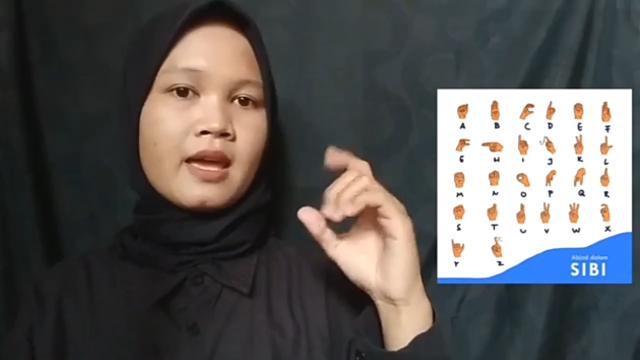 A B C D E F
G H I J K L
M N O P Q R
S T U V W X
Y Z
Abjad dalam
SIBI